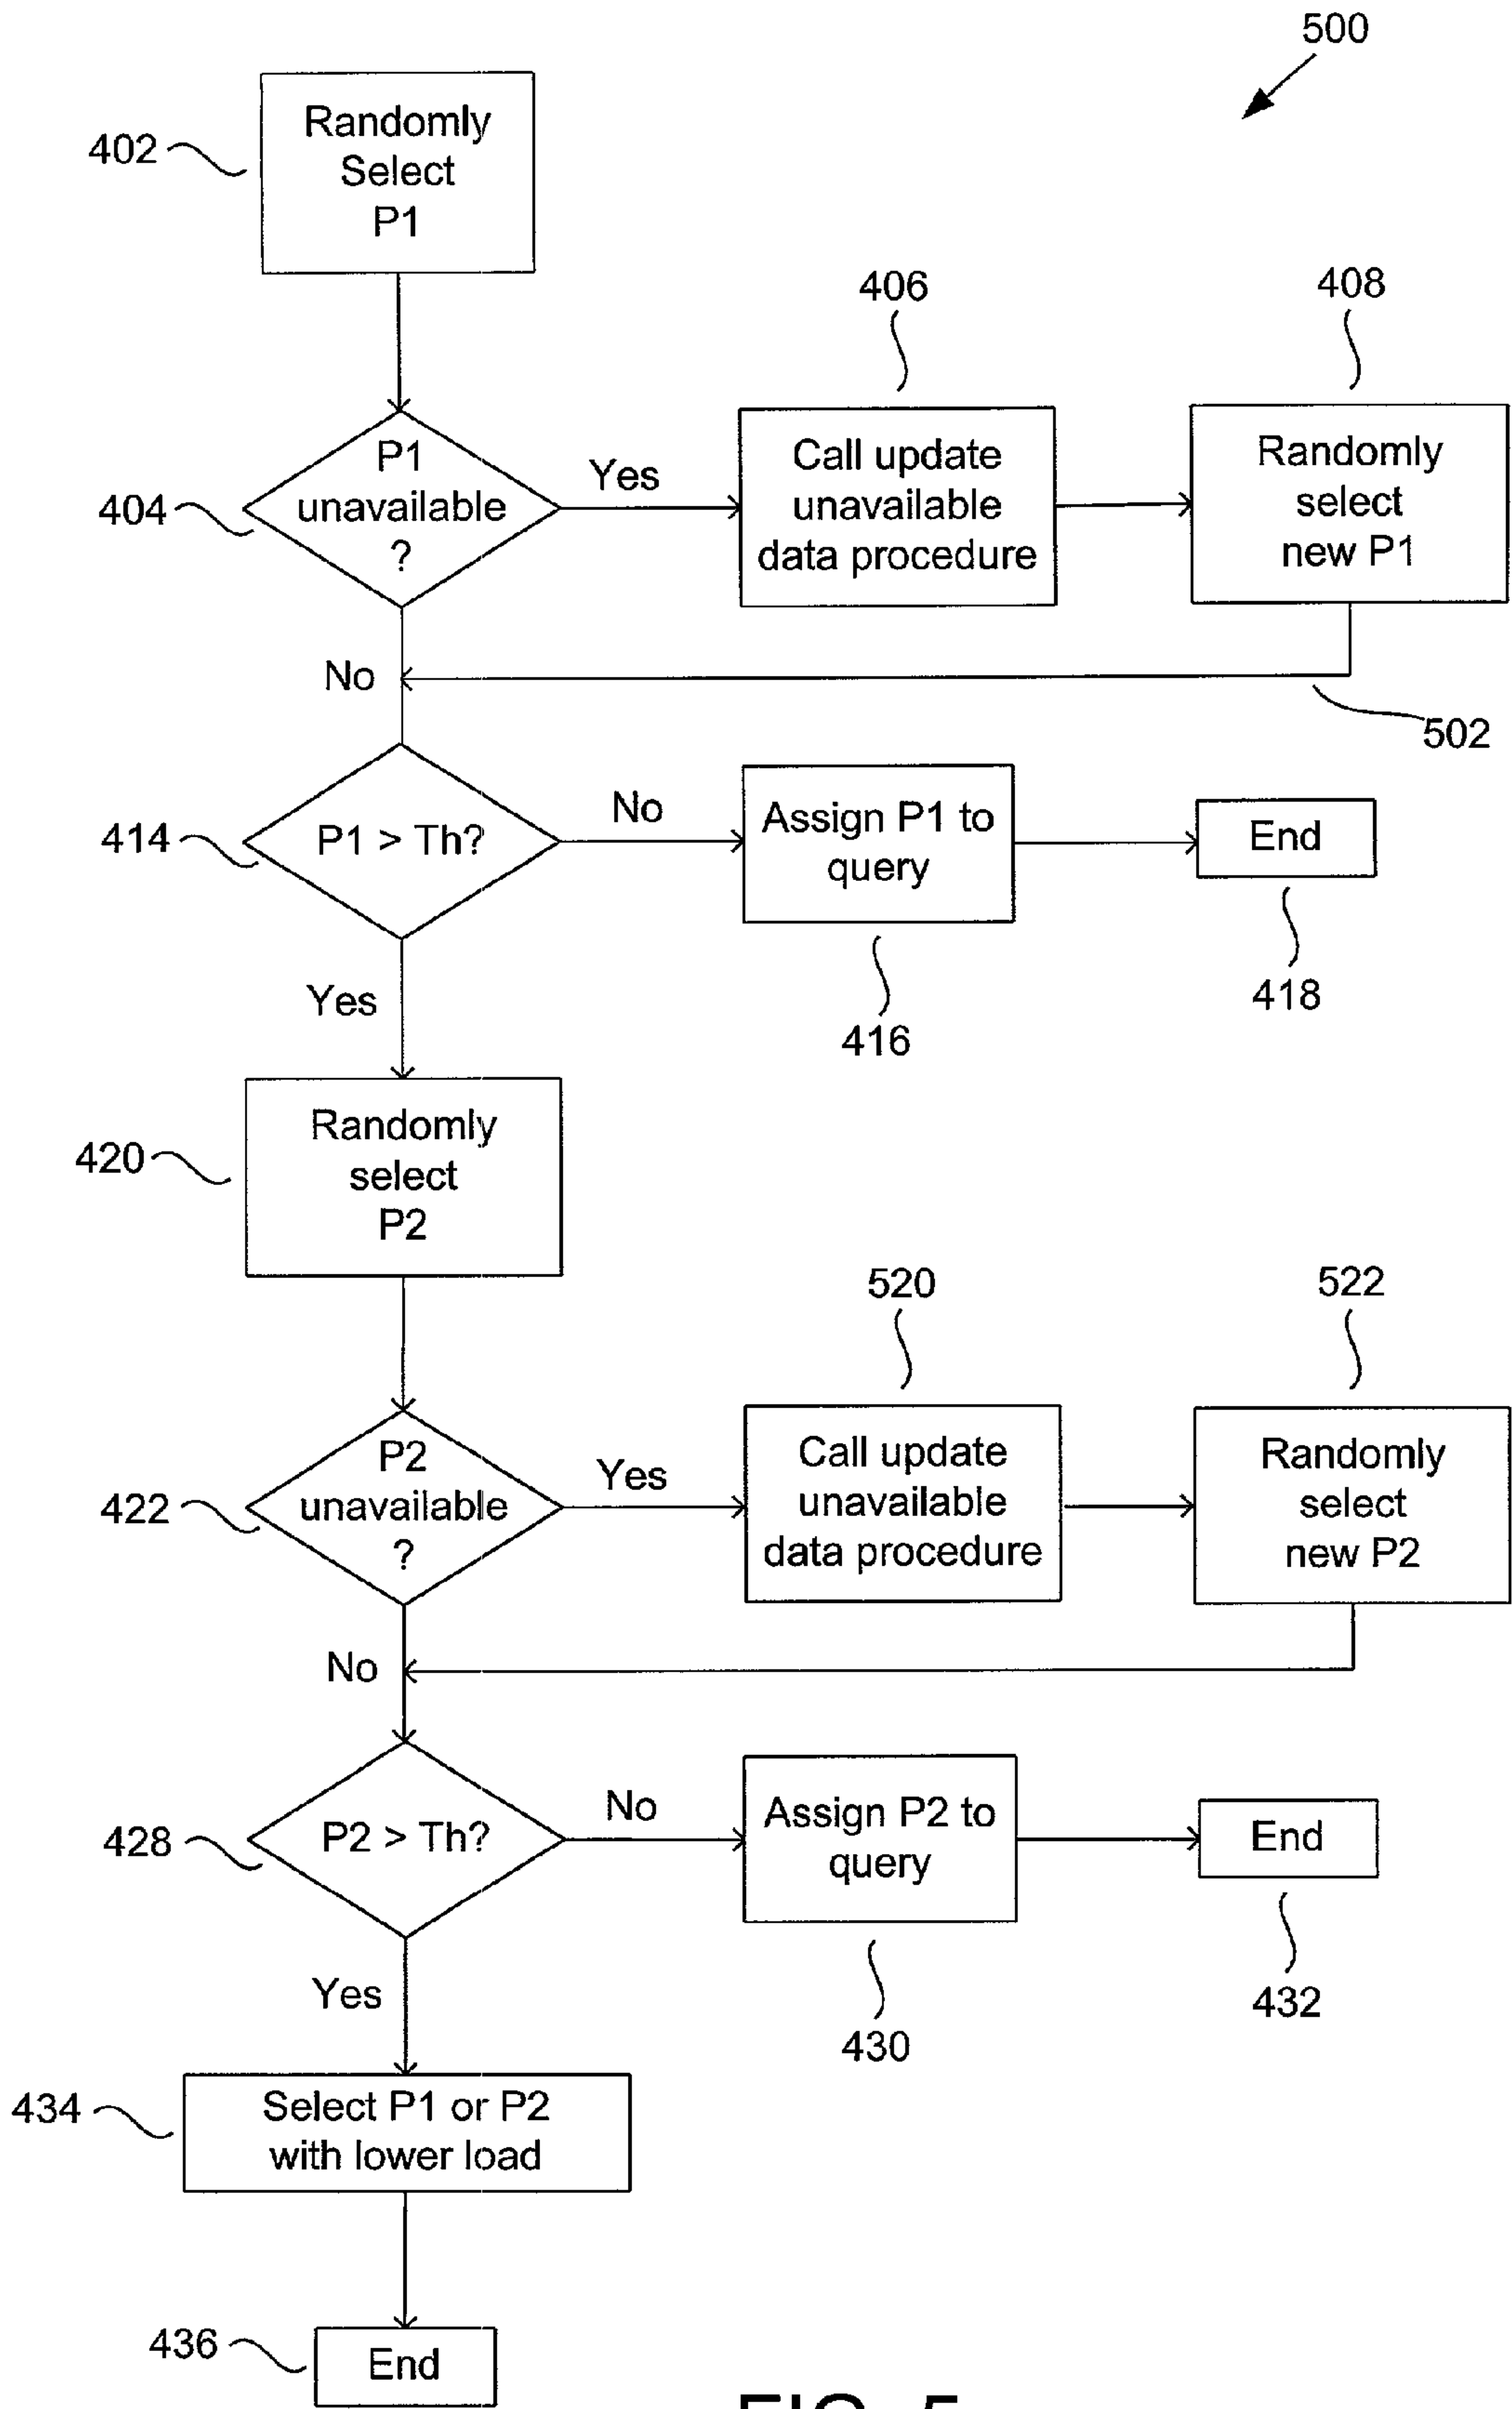 500
Randomly
Select
P1
402
406
408
P1
unavailable
?
404
Yes
Call update
unavailable
data procedure
Randomly
select
new P1
No
502
P1 > Th?
414
No
Assign P1 to
query
End
416
418
Yes
Randomly
select
P2
420
520
522
P2
unavailable
?
422
Yes
Call update
unavailable
data procedure
Randomly
select
new P2
No
P2 > Th?
428
No
Assign P2 to
query
End
430
432
Yes
Select P1 or P2
with lower load
434
End
436
FIG. 5